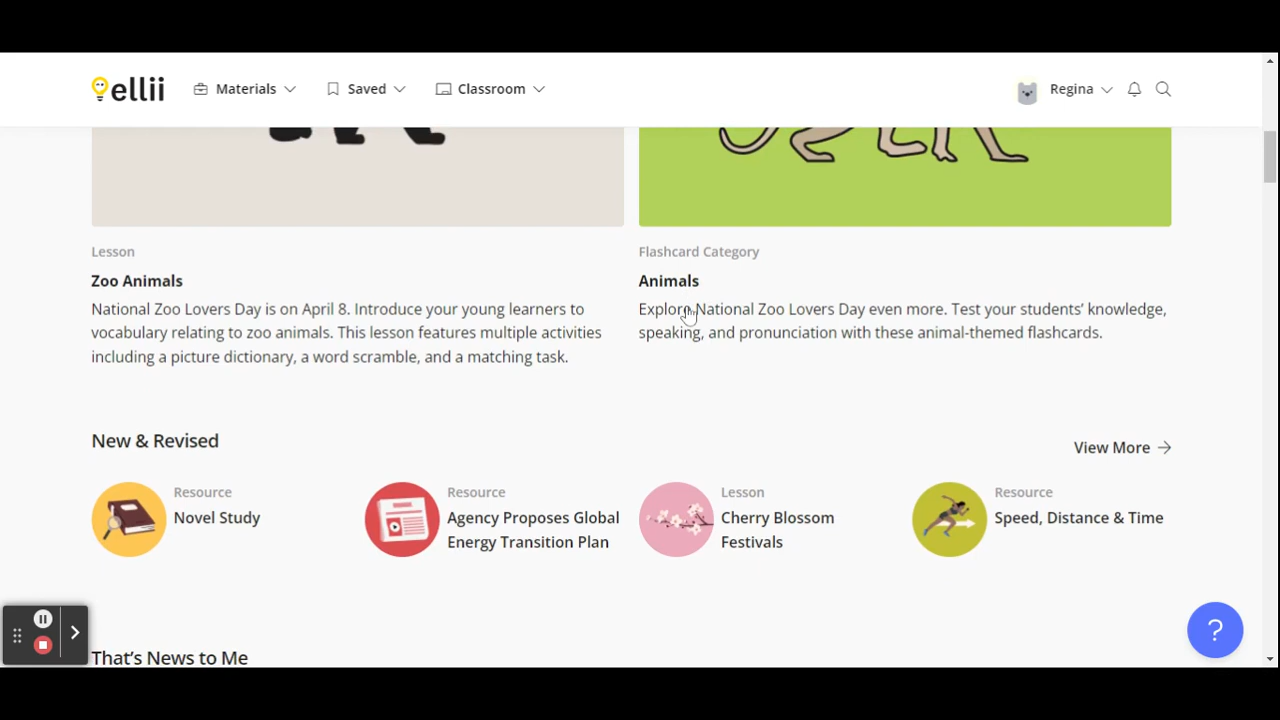 ellii Materials Saved Classroom Regina
Lesson
Zoo Animals
National Zoo Lovers Day is on April 8. Introduce your young learners to
vocabulary relating to zoo animals. This lesson features multiple activities
including a picture dictionary, a word scramble, and a matching task.
Flashcard Category
Animals
Explore National Zoo Lovers Day even more. Test your students' knowledge,
speaking, and pronunciation with these animal-themed flashcards.
New & Revised
View More
Resource
Novel Study
Resource
Agency Proposes Global
Energy Transition Plan
Lesson
Cherry Blossom
Festivals
Resource
Speed, Distance & Time
?
That's News to Me